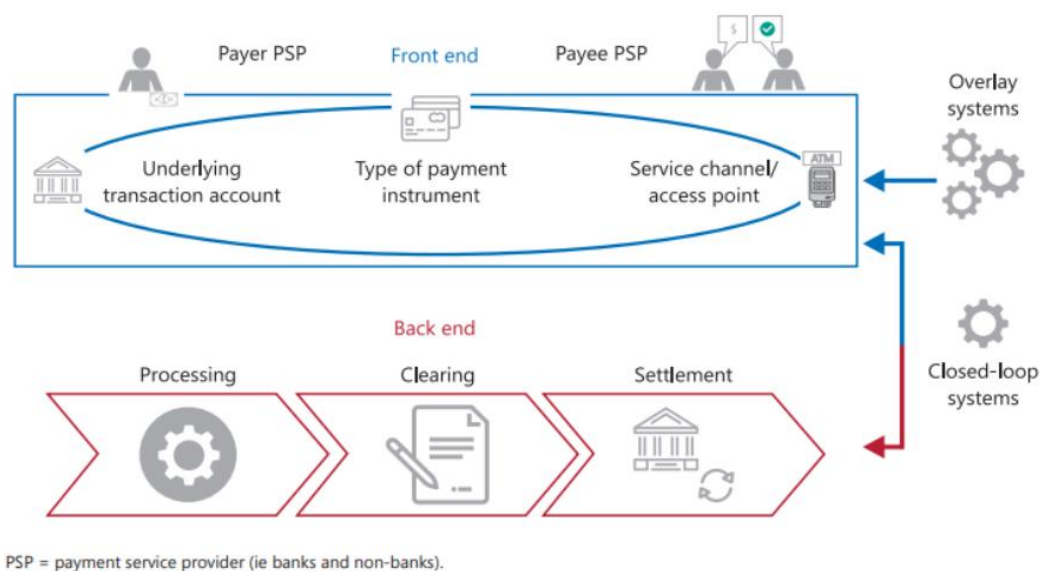 Payer PSP
Front end
Payee PSP
$
Overlay
systems
Underlying
transaction account
Type of payment
instrument
Service channel/
access point
ATM
Back end
Processing
Clearing
Settlement
Closed-loop
systems
PSP = payment service provider (ie banks and non-banks).